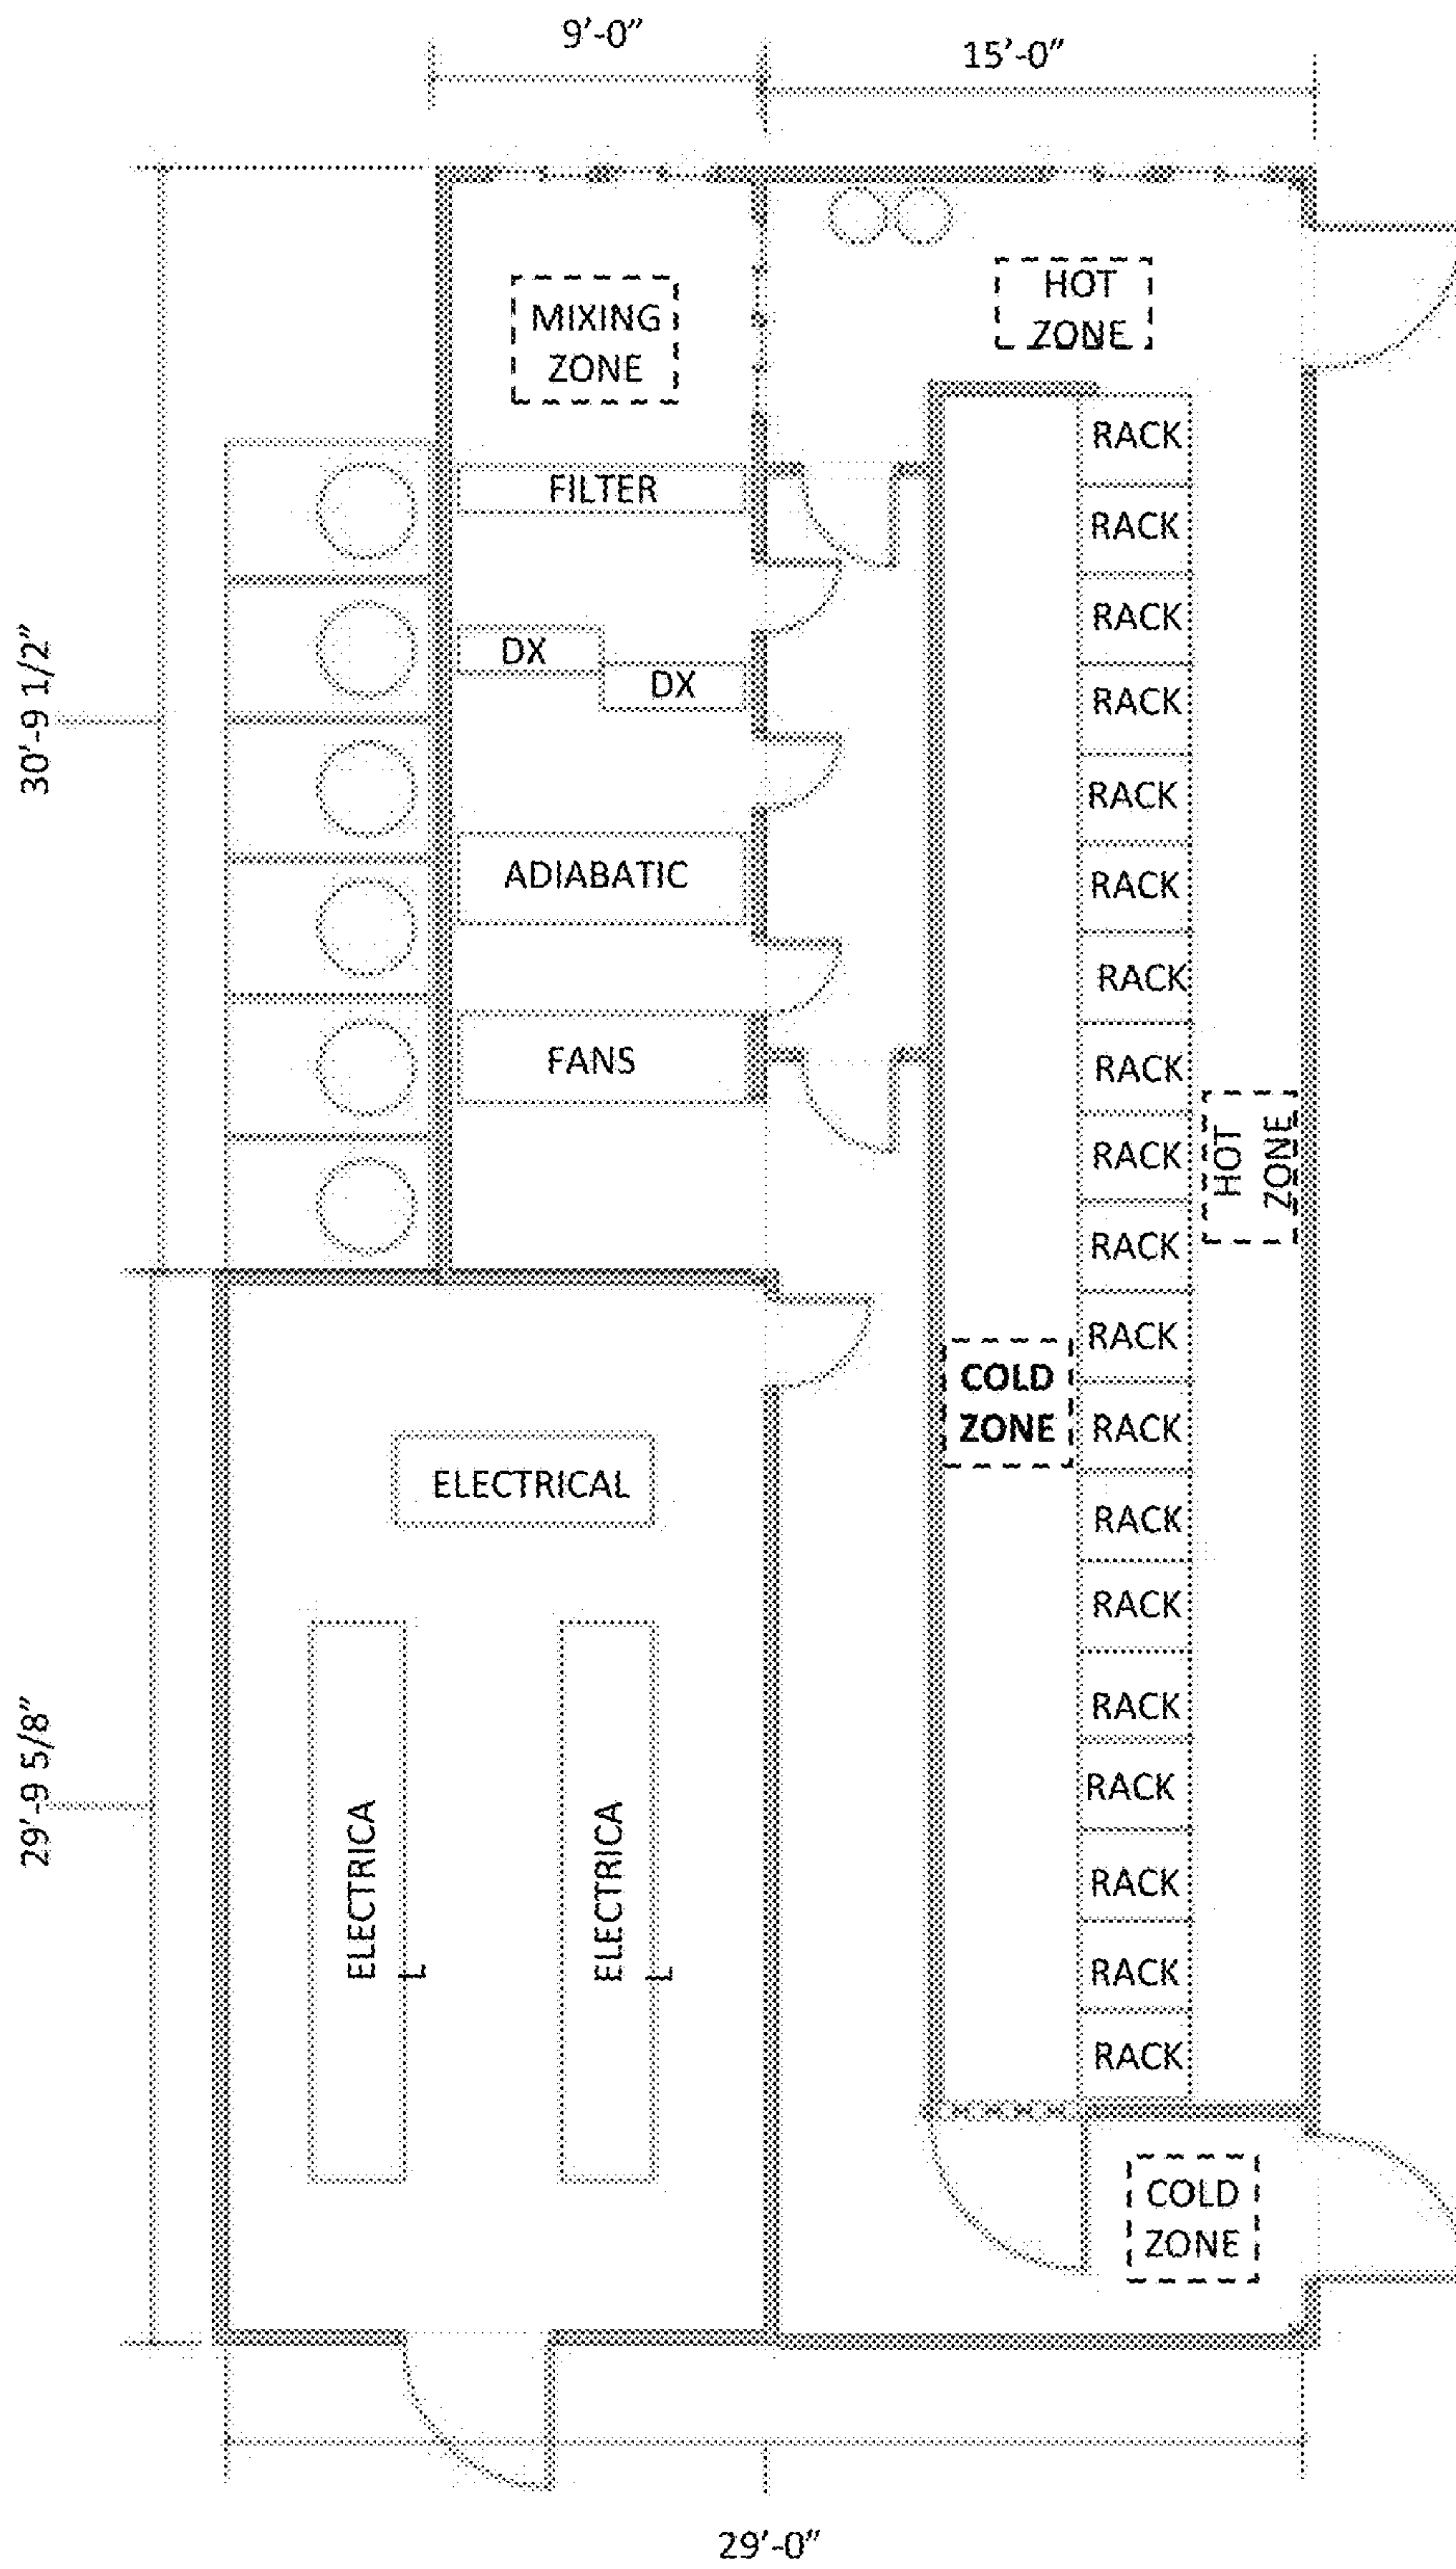 9'-0"
15'-0"
MIXING
ZONE
HOT
ZONE
RACK
FILTER
RACK
RACK
DX
DX
RACK
30'-9 1/2"
RACK
ADIABATIC
RACK
RACK
FANS
RACK
RACK
HOT
ZONE
RACK
RACK
COLD
ZONE
RACK
ELECTRICAL
RACK
RACK
RACK
29'-9 5/8"
RACK
ELECTRICA
L
ELECTRICA
L
RACK
RACK
RACK
COLD
ZONE
29'-0"